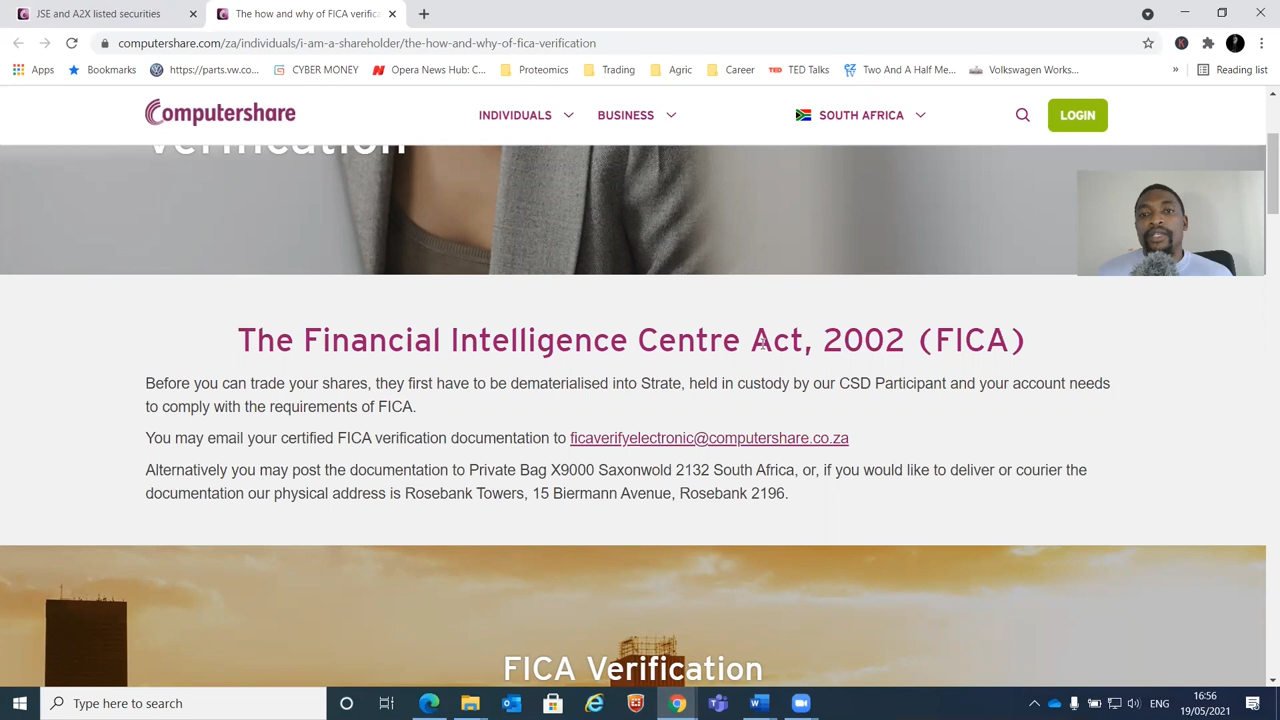 JSE and A2X listed securities
The how and why of FICA verifica
computershare.com/za/individuals/i-am-a-shareholder/the-how-and-why-of-fica-verification
Apps
Bookmarks
https://parts.vw.co...
CYBER MONEY
Opera News Hub: C...
Proteomics
Trading
Agric
Career
TED
TED Talks
Two And A Half Me...
Volkswagen Works...
»
Reading list
Computershare
INDIVIDUALS
BUSINESS
SOUTH AFRICA
LOGIN
Verification
The Financial Intelligence Centre Act, 2002 (FICA)
Before you can trade your shares, they first have to be dematerialised into Strate, held in custody by our CSD Participant and your account needs
to comply with the requirements of FICA.
You may email your certified FICA verification documentation to ficaverifyelectronic@computershare.co.za
Alternatively you may post the documentation to Private Bag X9000 Saxonwold 2132 South Africa, or, if you would like to deliver or courier the
documentation our physical address is Rosebank Towers, 15 Biermann Avenue, Rosebank 2196.
FICA Verification
Type here to search
ENG
16:56
19/05/2021